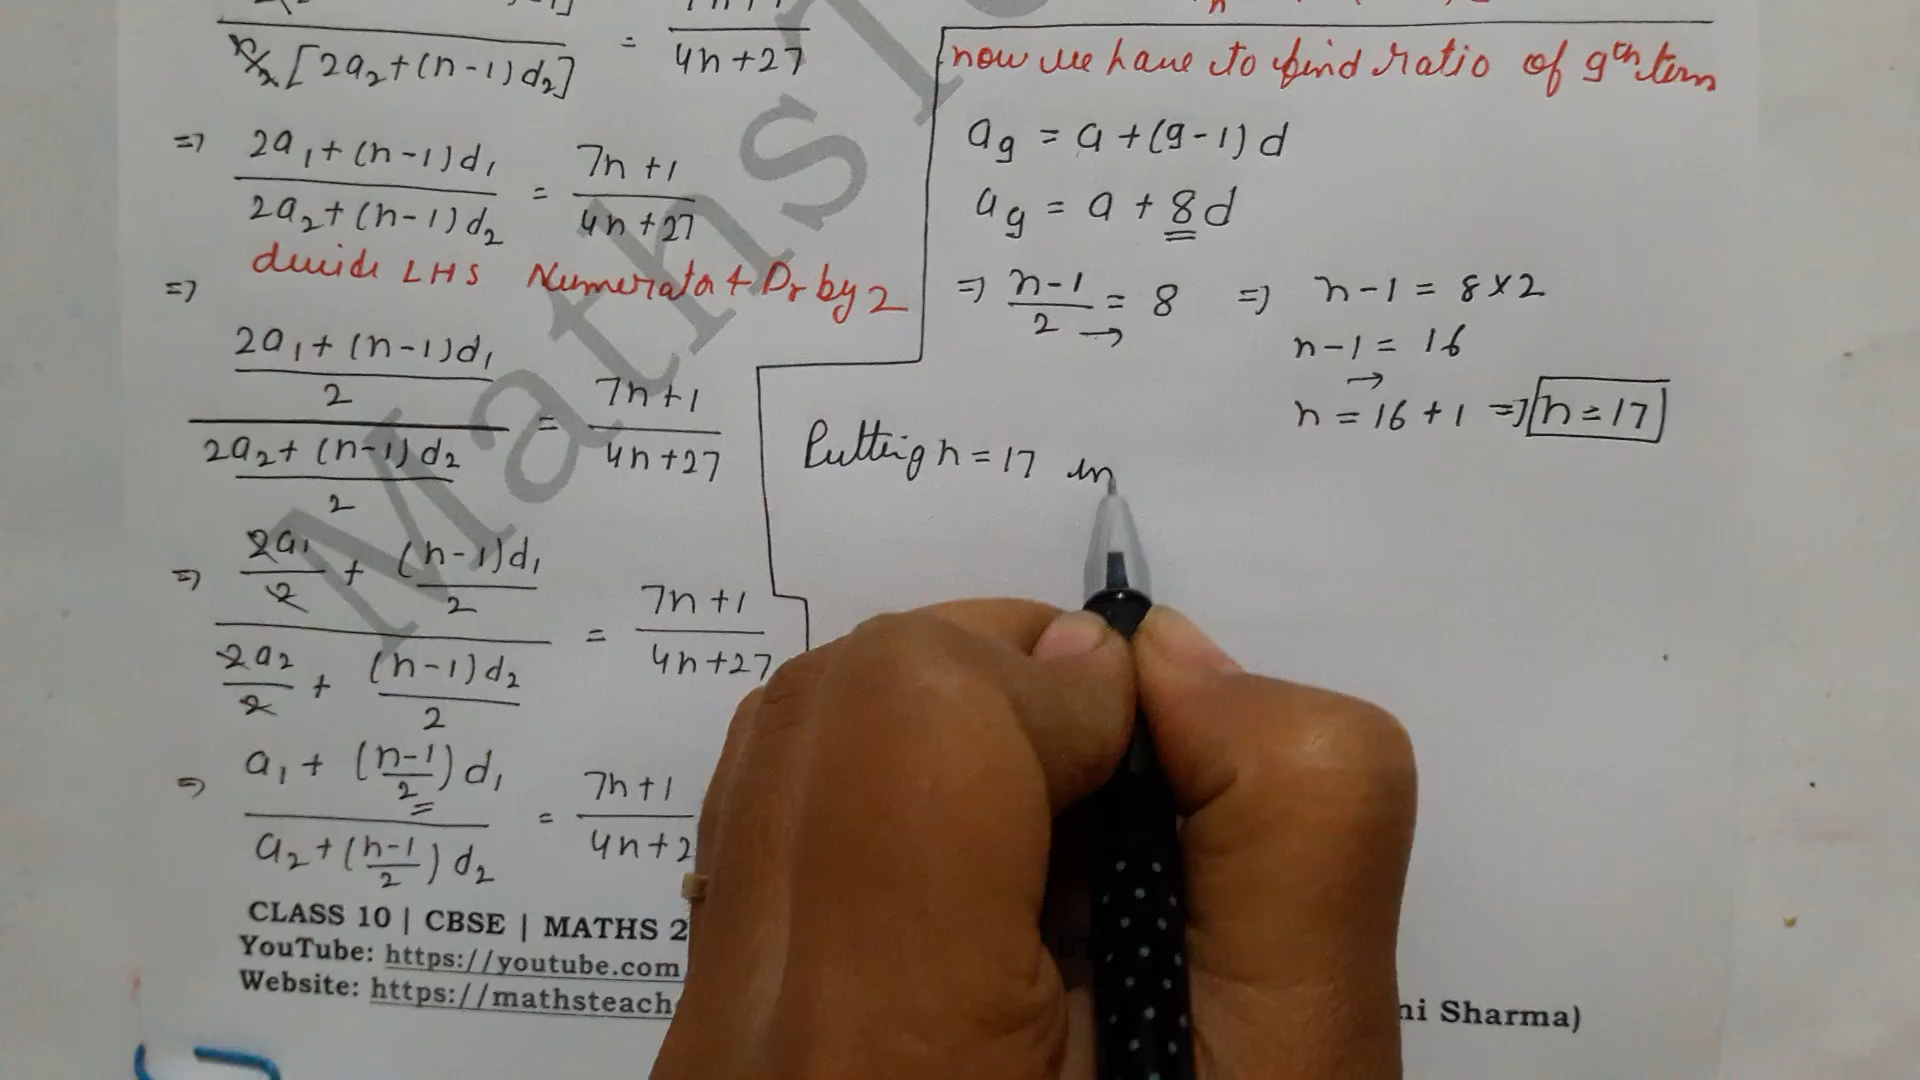 n/2 [2a₂+(n-1)d₂] = 4n+27
=> 2a₁+(n-1)d₁ / 2a₂+(n-1)d₂ = 7n+1 / 4n+27
=> divide LHS Numerator + Dr by 2
2a₁+(n-1)d₁ / 2 / 2a₂+(n-1)d₂ / 2 = 7n+1 / 4n+27
=> 2a₁/2 + (n-1)d₁/2 / 2a₂/2 + (n-1)d₂/2 = 7n+1 / 4n+27
=> a₁+(n-1/2)d₁ / a₂+(n-1/2)d₂ = 7n+1 / 4n+2
now we have to find ratio of 9th term
a₉ = a+(9-1)d
a₉ = a+8d
=> n-1/2 = 8 => n-1 = 8×2
n-1 = 16
n = 16+1 => n=17
Putting n=17 in
Maths
CLASS 10 | CBSE | MATHS 2
YouTube: https://youtube.com
Website: https://mathsteach
ni Sharma)